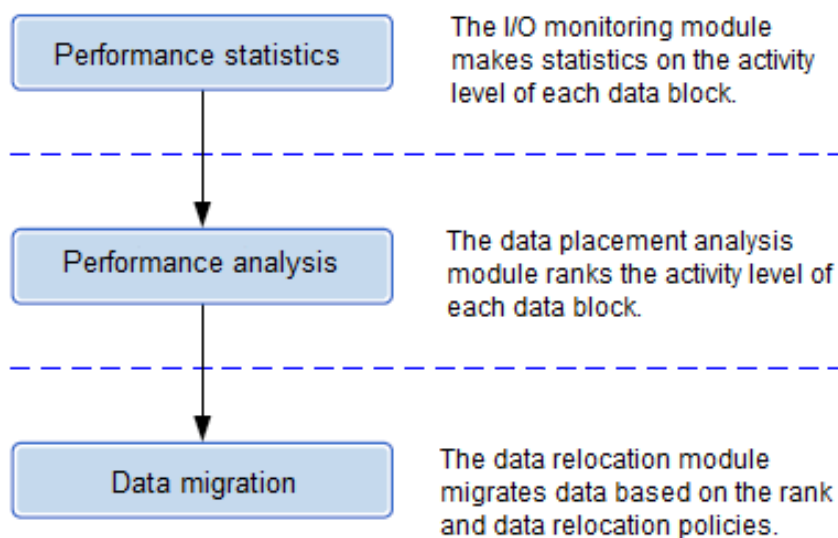 Performance statistics
The I/O monitoring module
makes statistics on the activity
level of each data block.
Performance analysis
The data placement analysis
module ranks the activity level of
each data block.
Data migration
The data relocation module
migrates data based on the rank
and data relocation policies.